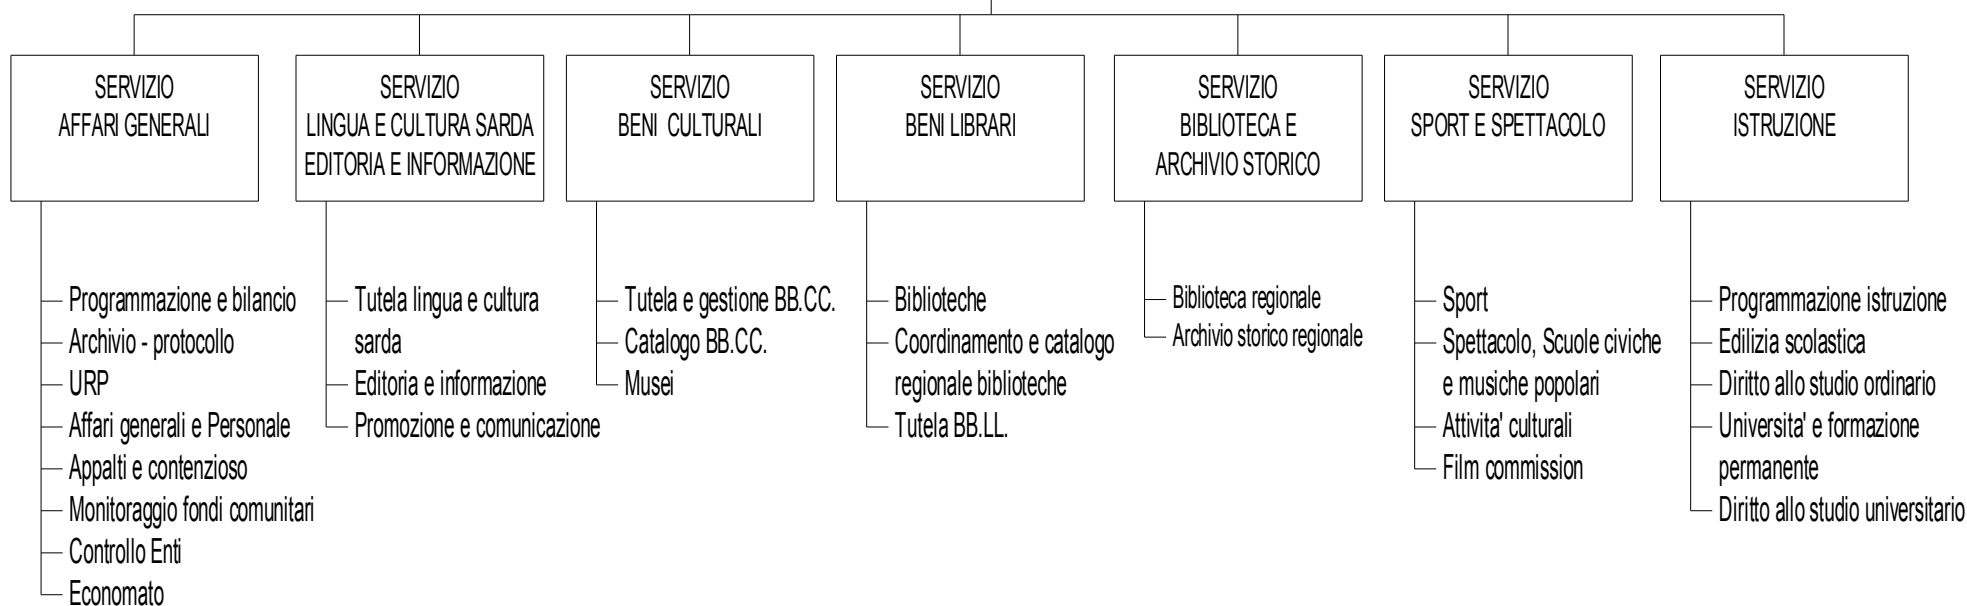 SERVIZIO
AFFARI GENERALI
Programmazione e bilancio
Archivio - protocollo
URP
Affari generali e Personale
Appalti e contenzioso
Monitoraggio fondi comunitari
Controllo Enti
Economato
SERVIZIO
LINGUA E CULTURA SARDA
EDITORIA E INFORMAZIONE
Tutela lingua e cultura
sarda
Editoria e informazione
Promozione e comunicazione
SERVIZIO
BENI CULTURALI
Tutela e gestione BB.CC.
Catalogo BB.CC.
Musei
SERVIZIO
BENI LIBRARI
Biblioteche
Coordinamento e catalogo
regionale biblioteche
Tutela BB.LL.
SERVIZIO
BIBLIOTECA E
ARCHIVIO STORICO
Biblioteca regionale
Archivio storico regionale
SERVIZIO
SPORT E SPETTACOLO
Sport
Spettacolo, Scuole civiche
e musiche popolari
Attivita' culturali
Film commission
SERVIZIO
ISTRUZIONE
Programmazione istruzione
Edilizia scolastica
Diritto allo studio ordinario
Universita' e formazione
permanente
Diritto allo studio universitario